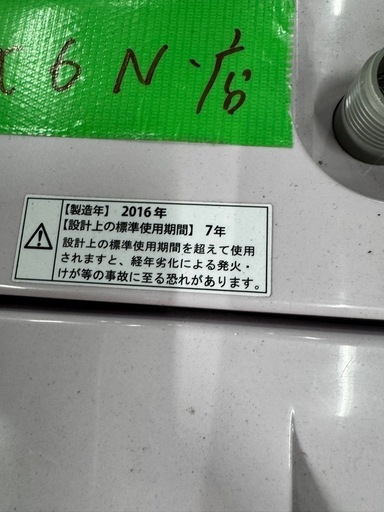 6 N.店
【製造年】 2016年
【設計上の標準使用期間】 7年
設計上の標準使用期間を超えて使用
されますと、経年劣化による発火・
けが等の事故に至る恐れがあります。